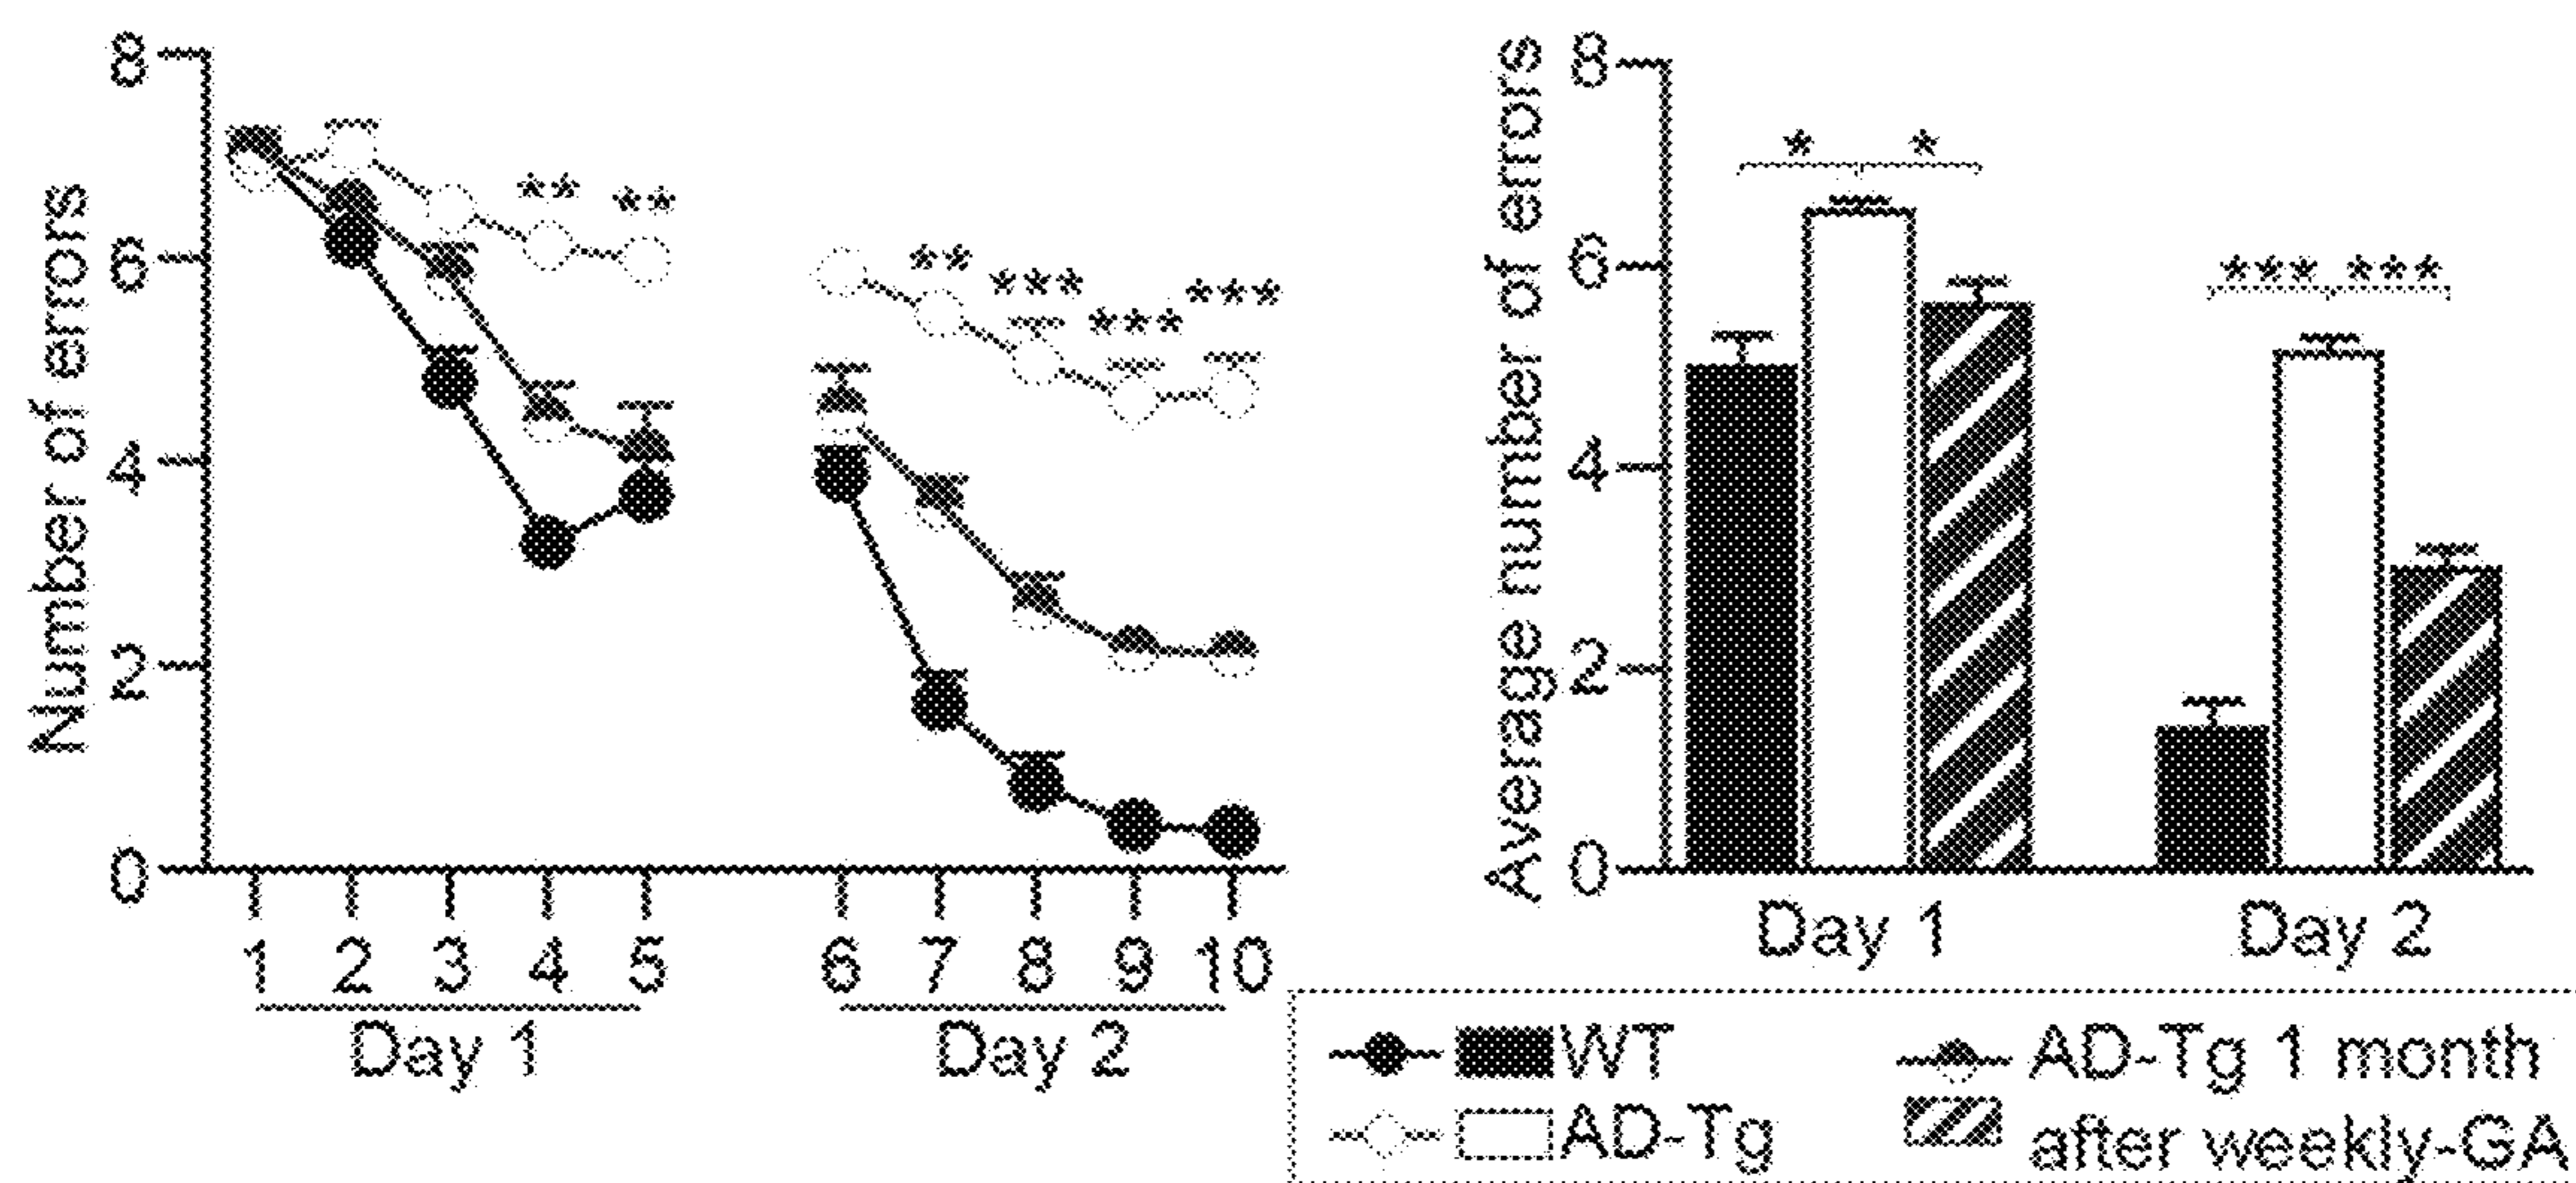 Number of errors
8
6
4
2
0
** **
** *** *** ***
1 2 3 4 5 6 7 8 9 10
Day 1 Day 2
Average number of errors
8
6
4
2
0
* *
*** ***
Day 1 Day 2
WT
AD-Tg
AD-Tg 1 month
after weekly-GA